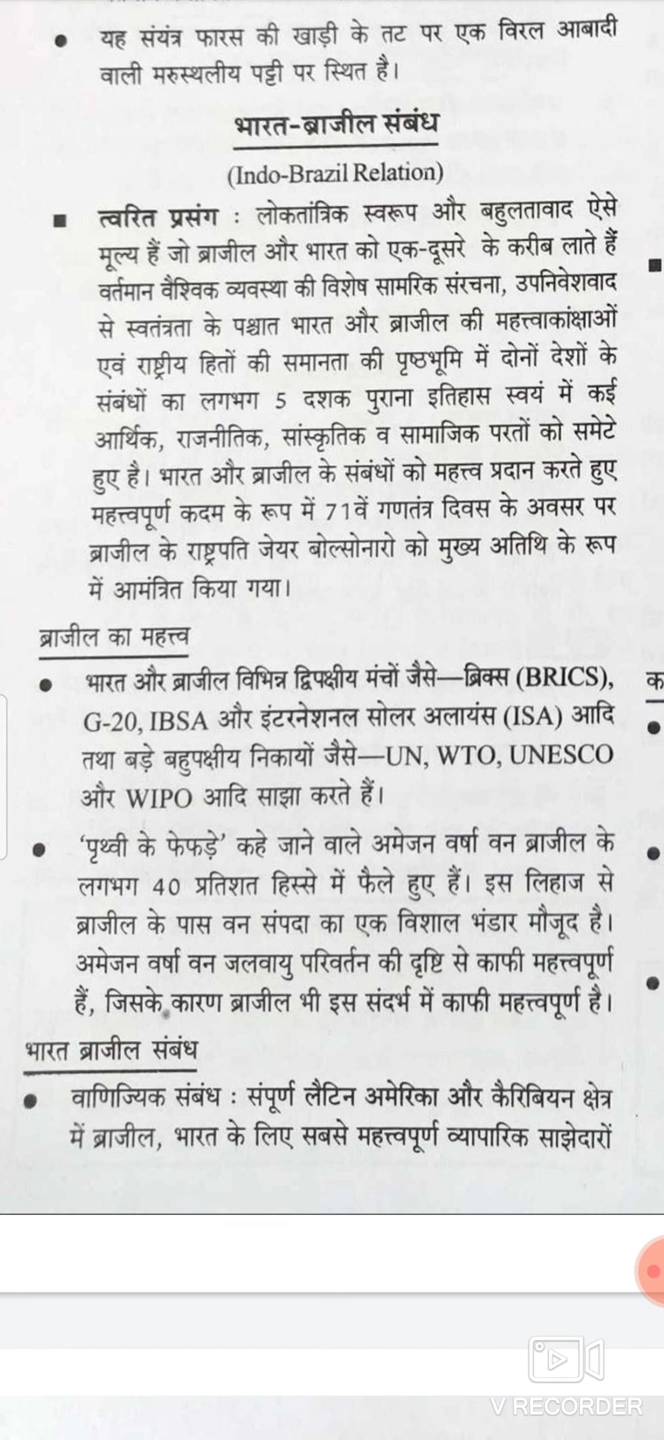 यह संयंत्र फारस की खाड़ी के तट पर एक विरल आबादी
वाली मरुस्थलीय पट्टी पर स्थित है।
भारत-ब्राजील संबंध
(Indo-Brazil Relation)
त्वरित प्रसंग : लोकतांत्रिक स्वरूप और बहुलतावाद ऐसे
मूल्य हैं जो ब्राजील और भारत को एक-दूसरे के करीब लाते हैं
वर्तमान वैश्विक व्यवस्था की विशेष सामरिक संरचना, उपनिवेशवाद
से स्वतंत्रता के पश्चात भारत और ब्राजील की महत्त्वाकांक्षाओं
एवं राष्ट्रीय हितों की समानता की पृष्ठभूमि में दोनों देशों के
संबंधों का लगभग 5 दशक पुराना इतिहास स्वयं में कई
आर्थिक, राजनीतिक, सांस्कृतिक व सामाजिक परतों को समेटे
हुए है। भारत और ब्राजील के संबंधों को महत्त्व प्रदान करते हुए
महत्त्वपूर्ण कदम के रूप में 71वें गणतंत्र दिवस के अवसर पर
ब्राजील के राष्ट्रपति जेयर बोल्सोनारो को मुख्य अतिथि के रूप
में आमंत्रित किया गया।
ब्राजील का महत्त्व
भारत और ब्राजील विभिन्न द्विपक्षीय मंचों जैसे—ब्रिक्स (BRICS),
G-20, IBSA और इंटरनेशनल सोलर अलायंस (ISA) आदि
तथा बड़े बहुपक्षीय निकायों जैसे—UN, WTO, UNESCO
और WIPO आदि साझा करते हैं।
‘पृथ्वी के फेफड़े’ कहे जाने वाले अमेजन वर्षा वन ब्राजील के
लगभग 40 प्रतिशत हिस्से में फैले हुए हैं। इस लिहाज से
ब्राजील के पास वन संपदा का एक विशाल भंडार मौजूद है।
अमेजन वर्षा वन जलवायु परिवर्तन की दृष्टि से काफी महत्त्वपूर्ण
हैं, जिसके कारण ब्राजील भी इस संदर्भ में काफी महत्त्वपूर्ण है।
भारत ब्राजील संबंध
वाणिज्यिक संबंध : संपूर्ण लैटिन अमेरिका और कैरिबियन क्षेत्र
में ब्राजील, भारत के लिए सबसे महत्त्वपूर्ण व्यापारिक साझेदारों
V RECORDER